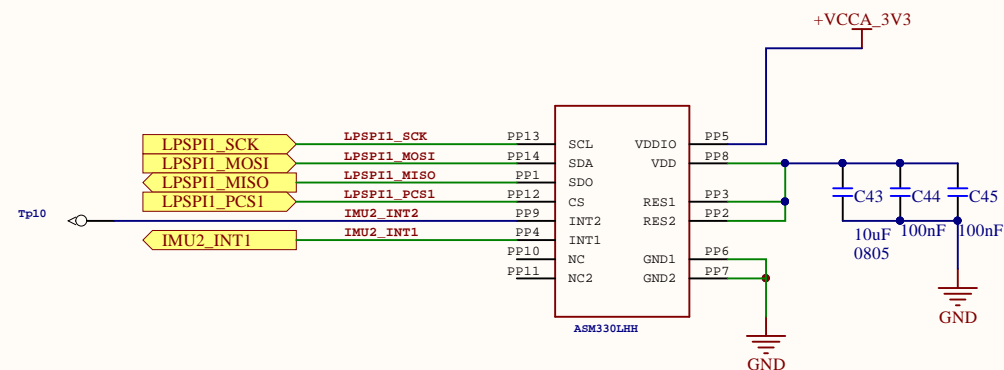 +VCCA_3V3
LPSPI1_SCK LPSPI1_SCK PP13 SCL VDDIO PP5
LPSPI1_MOSI LPSPI1_MOSI PP14 SDA VDD PP8
LPSPI1_MISO LPSPI1_MISO PP1 SDO RES1 PP3
LPSPI1_PCS1 LPSPI1_PCS1 PP12 CS RES2 PP2
C43 C44 C45
Tp10 IMU2_INT2 PP9 INT2
10uF 100nF 100nF
0805
IMU2_INT1 IMU2_INT1 PP4 INT1
PP10 NC GND1 PP6
PP11 NC2 GND2 PP7
ASM330LHH
GND
GND